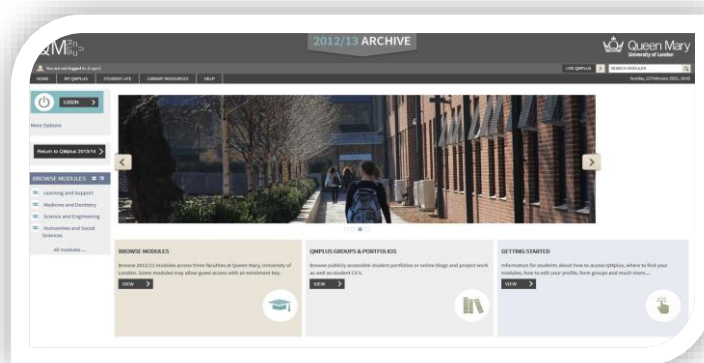 2012/13 ARCHIVE
Queen Mary
University of London
You are not logged in.
SEARCH MODULES
HOME
MY QMPLUS
STUDENT LIFE
LIBRARY RESOURCES
HELP
LOGIN
More Options
Return to QMplus 2013/14
BROWSE MODULES
Learning and Support
Medicine and Dentistry
Science and Engineering
Humanities and Social
Sciences
All modules ...
BROWSE MODULES
Browse 2012/13 modules across three faculties at Queen Mary, University of
London. Some modules may allow guest access with an enrolment key.
VIEW
QMPLUS GROUPS & PORTFOLIOS
Browse publicly accessible student portfolios or online blogs and project work
as well as student CV's.
VIEW
GETTING STARTED
Information for students about how to access QMplus, where to find your
modules, how to edit your profile, form groups and much more....
VIEW